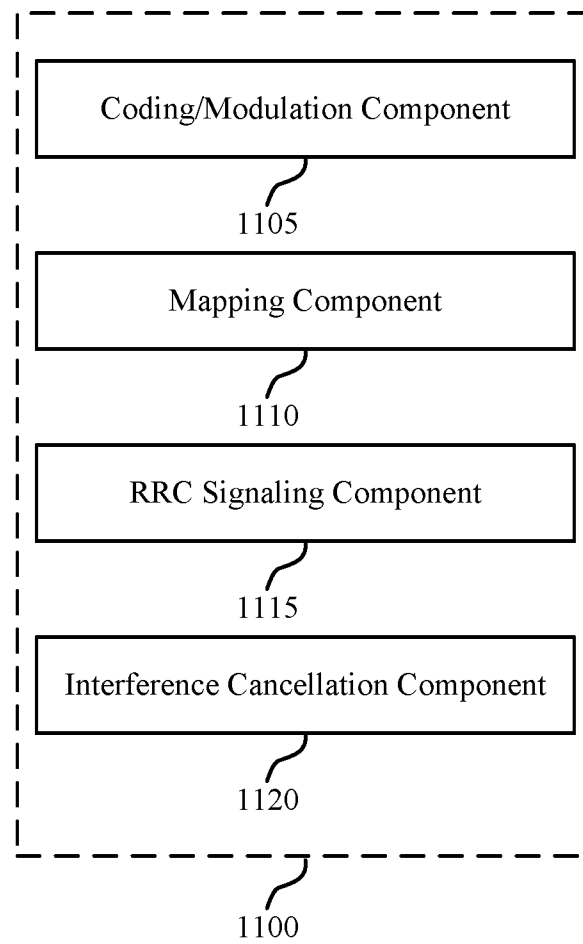 Coding/Modulation Component
1105
Mapping Component
1110
RRC Signaling Component
1115
Interference Cancellation Component
1120
1100